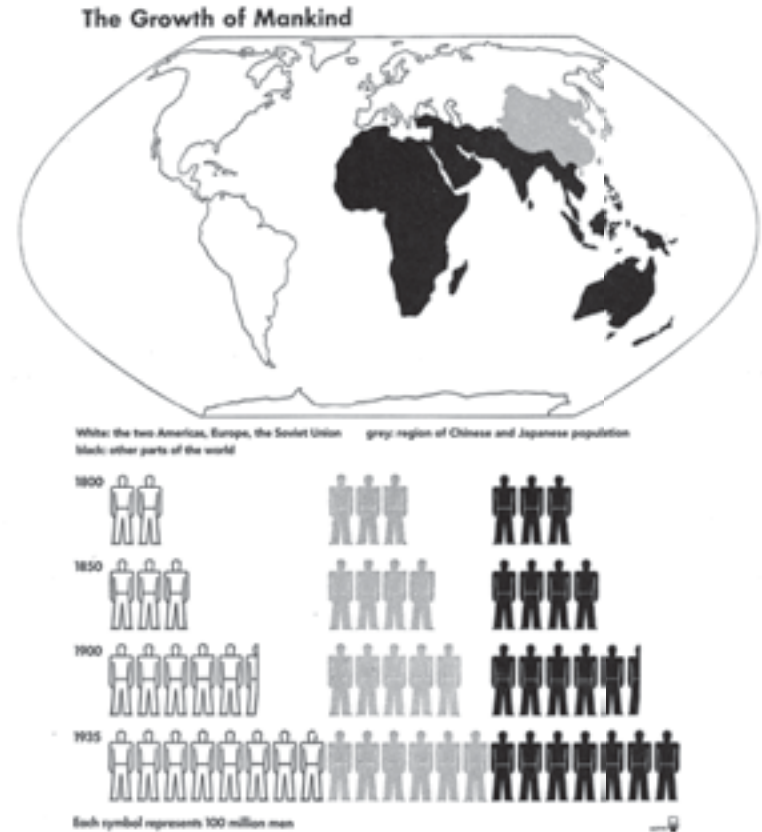 The Growth of Mankind
White: the two Americas, Europe, the Soviet Union grey: region of Chinese and Japanese population
black: other parts of the world
1800
1850
1900
1935
Each symbol represents 100 million men